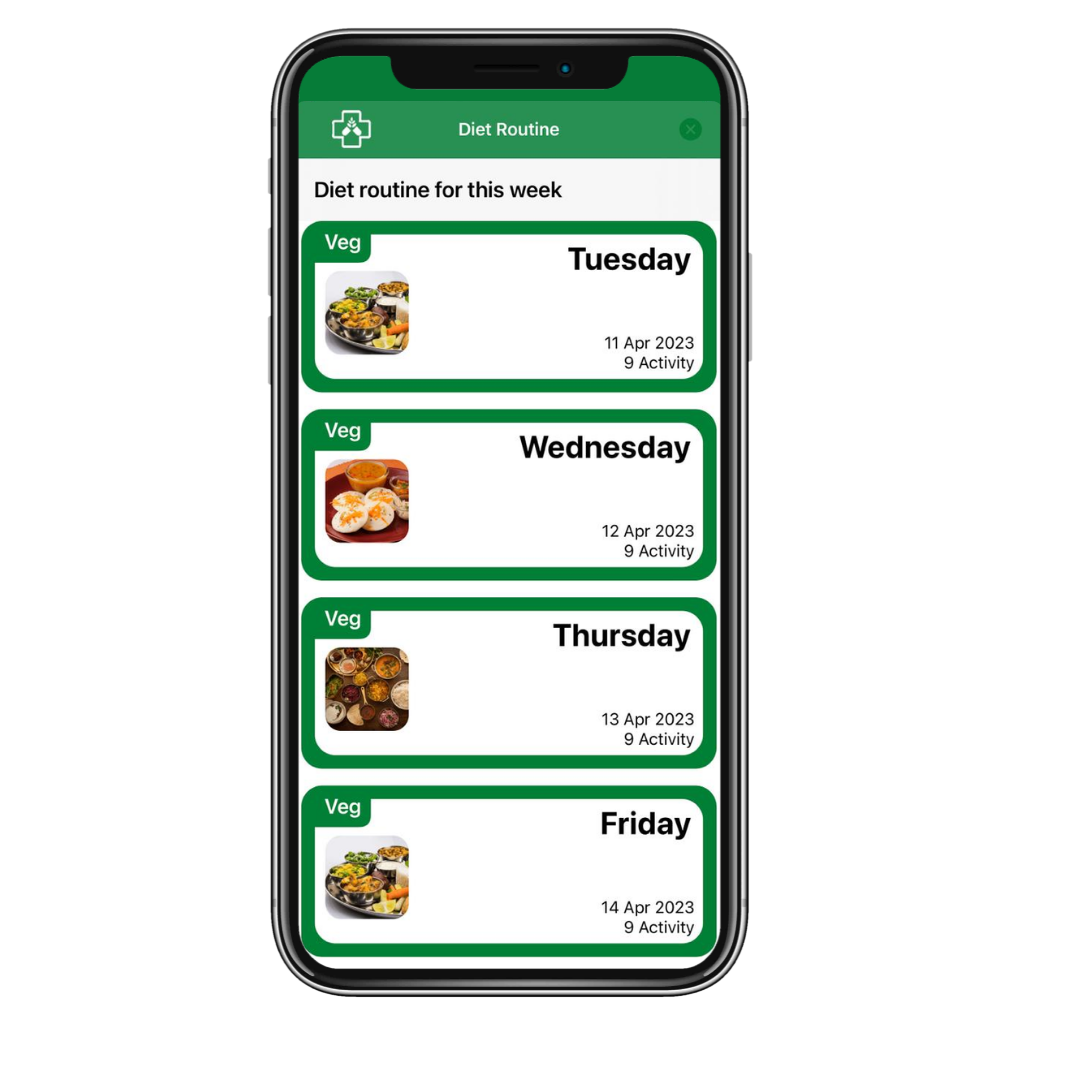 Diet Routine
Diet routine for this week
Veg
Tuesday
11 Apr 2023
9 Activity
Veg
Wednesday
12 Apr 2023
9 Activity
Veg
Thursday
13 Apr 2023
9 Activity
Veg
Friday
14 Apr 2023
9 Activity